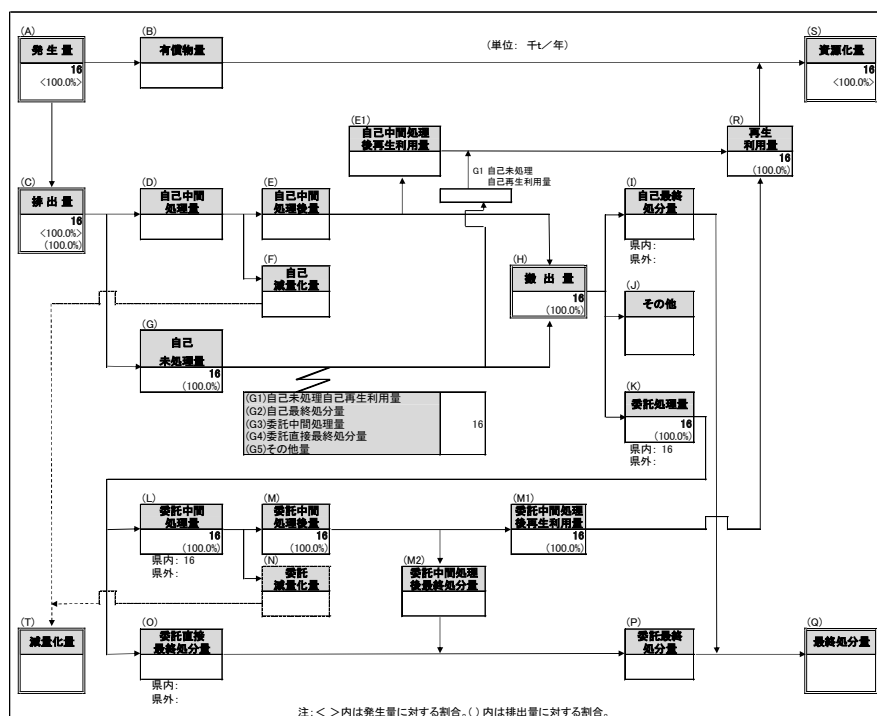 (A)
発 生 量
16
<100.0%>
(B)
有償物量
(単位: 千t/年)
(S)
資源化量
16
<100.0%>
(E1)
自己中間処理
後再生利用量
(R)
再生
利用量
16
(100.0%)
G1 自己未処理
自己再生利用量
(C)
排 出 量
16
<100.0%>
(100.0%)
(D)
自己中間
処理量
(E)
自己中間
処理後量
(I)
自己最終
処分量
県内:
県外:
(F)
自己
減量化量
(H)
搬 出 量
16
(100.0%)
(J)
その他
(G)
自己
未処理量
16
(100.0%)
(G1)自己未処理自己再生利用量
(G2)自己最終処分量
(G3)委託中間処理量
16
(G4)委託直接最終処分量
(G5)その他量
(K)
委託処理量
16
(100.0%)
県内: 16
県外:
(L)
委託中間
処理量
16
(100.0%)
県内: 16
県外:
(M)
委託中間
処理後量
16
(100.0%)
(M1)
委託中間処理
後再生利用量
16
(100.0%)
(N)
委託
減量化量
(M2)
委託中間処理
後最終処分量
(T)
減量化量
(O)
委託直接
最終処分量
県内:
県外:
(P)
委託最終
処分量
(Q)
最終処分量
注:< >内は発生量に対する割合。( )内は排出量に対する割合。